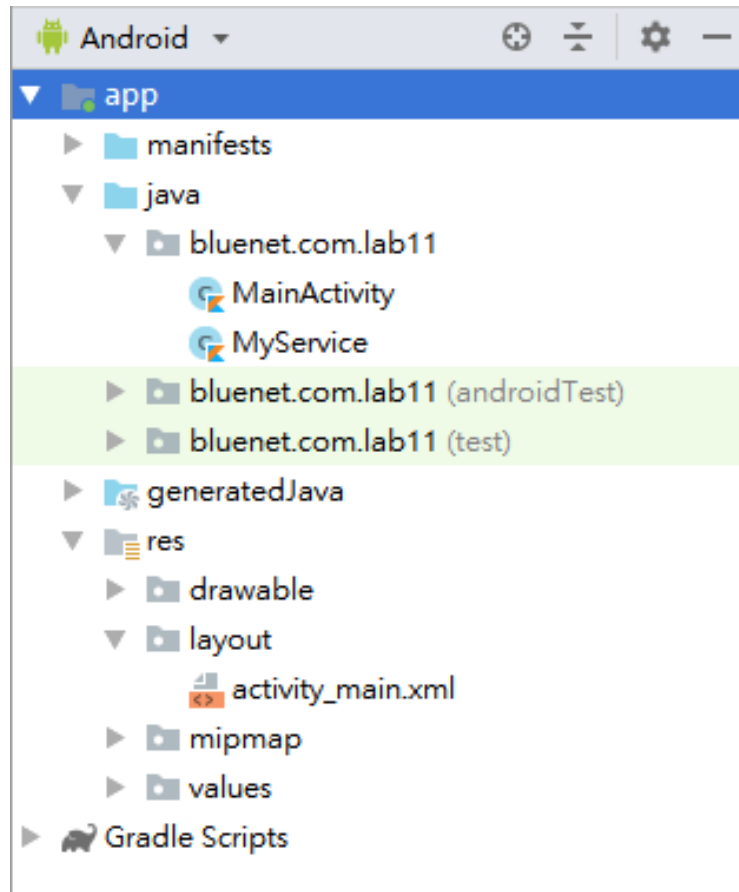 Android
app
manifests
java
bluenet.com.lab11
MainActivity
MyService
bluenet.com.lab11 (androidTest)
bluenet.com.lab11 (test)
generatedJava
res
drawable
layout
activity_main.xml
mipmap
values
Gradle Scripts